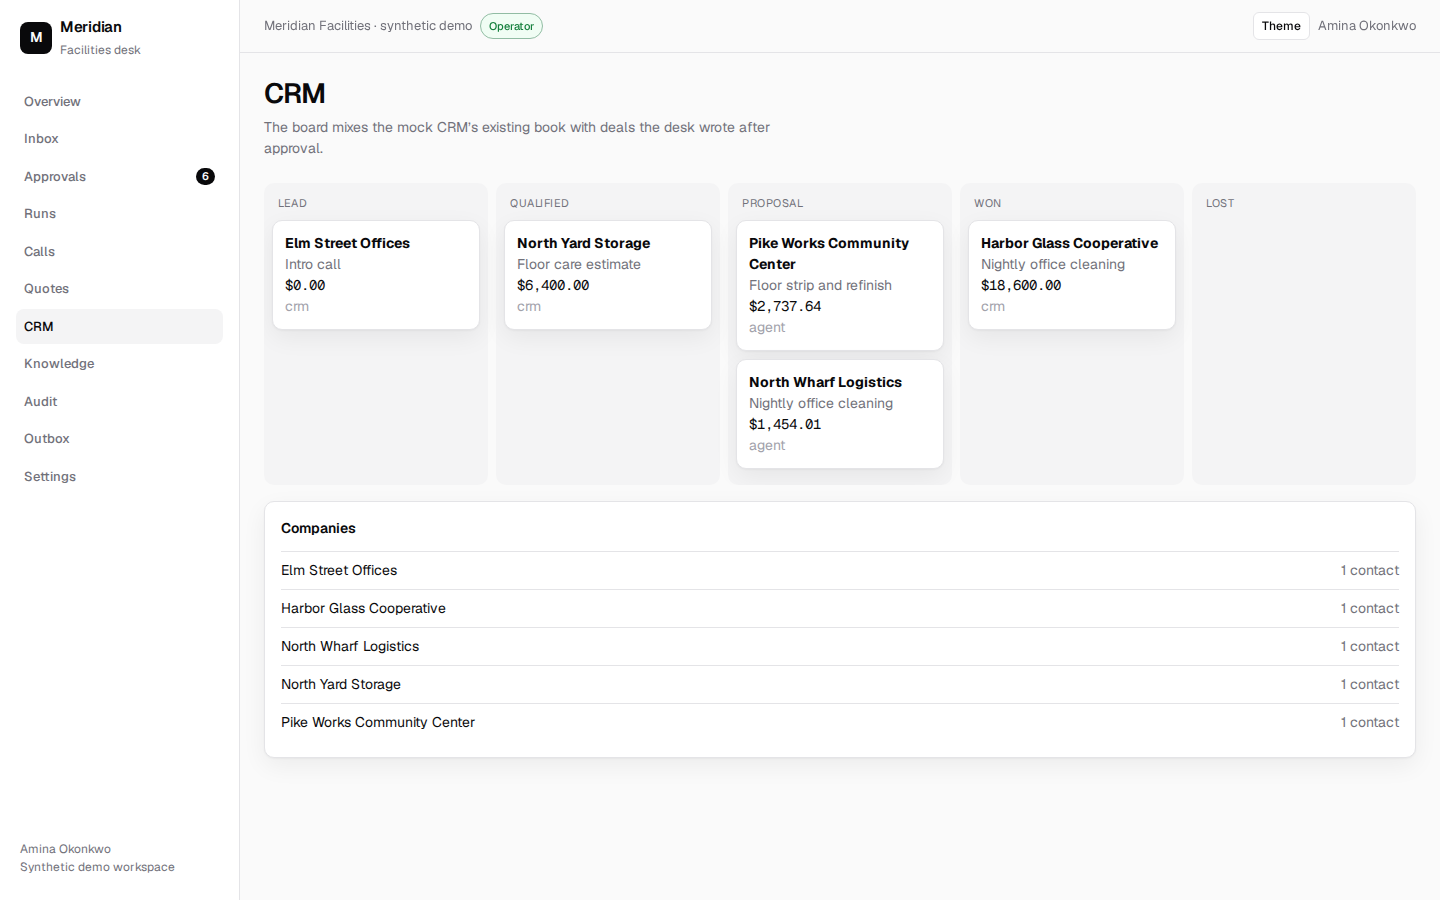 M
Meridian
Facilities desk
Overview
Inbox
Approvals 6
Runs
Calls
Quotes
CRM
Knowledge
Audit
Outbox
Settings
Amina Okonkwo
Synthetic demo workspace
Meridian Facilities · synthetic demo Operator Theme Amina Okonkwo
CRM
The board mixes the mock CRM's existing book with deals the desk wrote after
approval.
LEAD
Elm Street Offices
Intro call
$0.00
crm
QUALIFIED
North Yard Storage
Floor care estimate
$6,400.00
crm
PROPOSAL
Pike Works Community
Center
Floor strip and refinish
$2,737.64
agent
North Wharf Logistics
Nightly office cleaning
$1,454.01
agent
WON
Harbor Glass Cooperative
Nightly office cleaning
$18,600.00
crm
LOST
Companies
Elm Street Offices 1 contact
Harbor Glass Cooperative 1 contact
North Wharf Logistics 1 contact
North Yard Storage 1 contact
Pike Works Community Center 1 contact